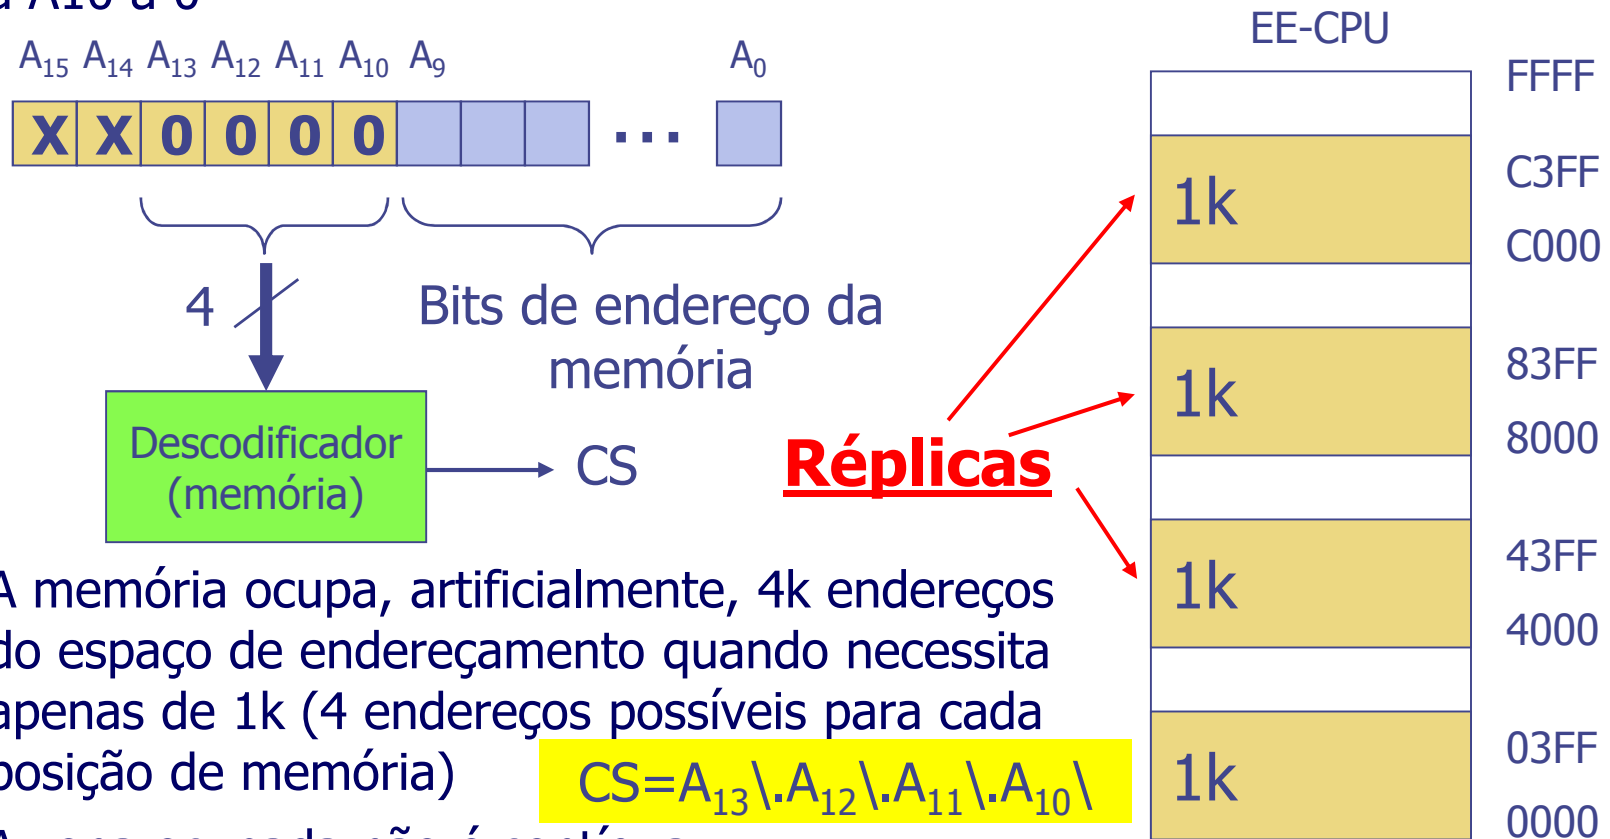 a A10 a 0
A15 A14 A13 A12 A11 A10 A9 A0
X X 0 0 0 0 ...
4
Bits de endereço da
memória
Descodificador
(memória)
CS
Réplicas
A memória ocupa, artificialmente, 4k endereços
do espaço de endereçamento quando necessita
apenas de 1k (4 endereços possíveis para cada
posição de memória)
CS=A13\.A12\.A11\.A10\
EE-CPU
FFFF
1k
C3FF
C000
1k
83FF
8000
1k
43FF
4000
1k
03FF
0000